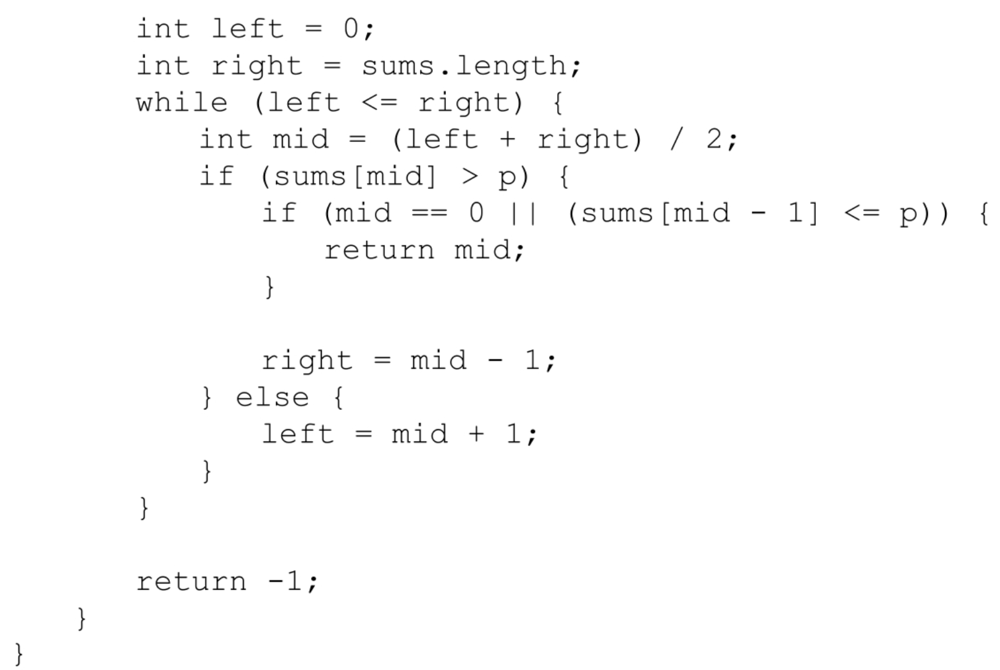 int left = 0;
int right = sums.length;
while (left <= right) {
int mid = (left + right) / 2;
if (sums[mid] > p) {
if (mid == 0 || (sums[mid - 1] <= p)) {
return mid;
}
right = mid - 1;
} else {
left = mid + 1;
}
}
return -1;
}
}